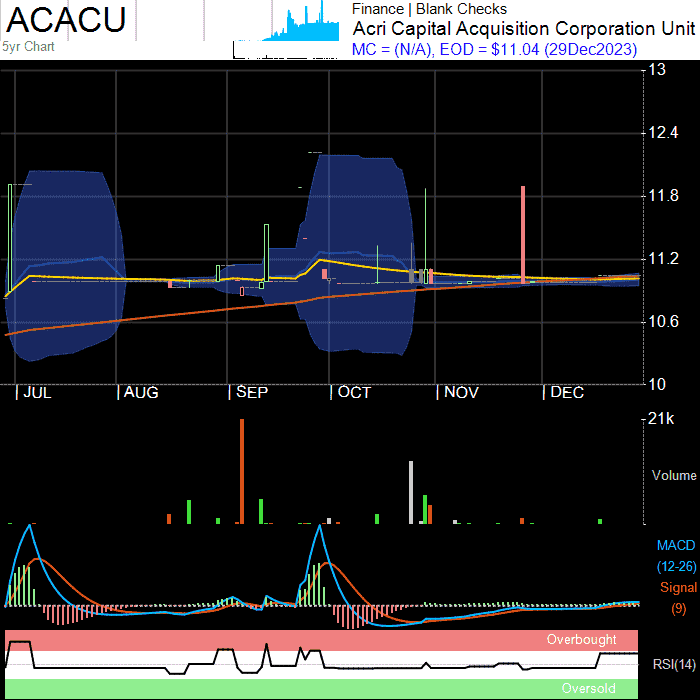 ACACU
5yr Chart
Finance | Blank Checks
Acri Capital Acquisition Corporation Unit
MC = (N/A), EOD = $11.04 (29Dec2023)
13
12.4
11.8
11.2
10.6
10
JUL AUG SEP OCT NOV DEC
21k
Volume
MACD
(12-26)
Signal
(9)
Overbought
RSI(14)
Oversold